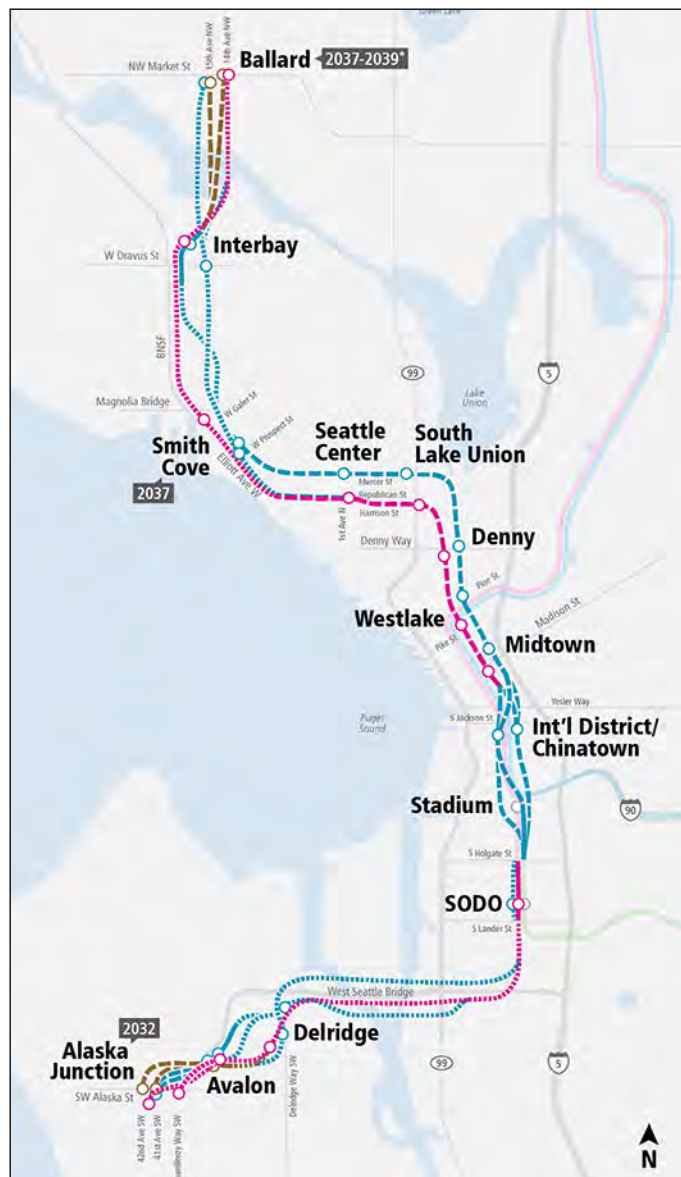 Green Lake
15th Ave NW
14th Ave NW
NW Market St
Ballard
2037-2039*
Interbay
W Dravus St
BNSF
99
5
Lake
Union
Magnolia Bridge
W Galer St
W Prospect St
Smith
Cove
Elliott Ave W
2037
Seattle
Center
South
Lake Union
Mercer St
Republican St
Harrison St
1st Ave N
Denny Way
Denny
Pine St
Madison St
Westlake
Pike St
Midtown
Yesler Way
Puget
Sound
S Jackson St
Int'l District/
Chinatown
Stadium
90
S Holgate St
SODO
S Lander St
West Seattle Bridge
2032
Delridge
Alaska
Junction
Avalon
99
5
SW Alaska St
Delridge Way SW
42nd Ave SW
41st Ave SW
Way SW
N